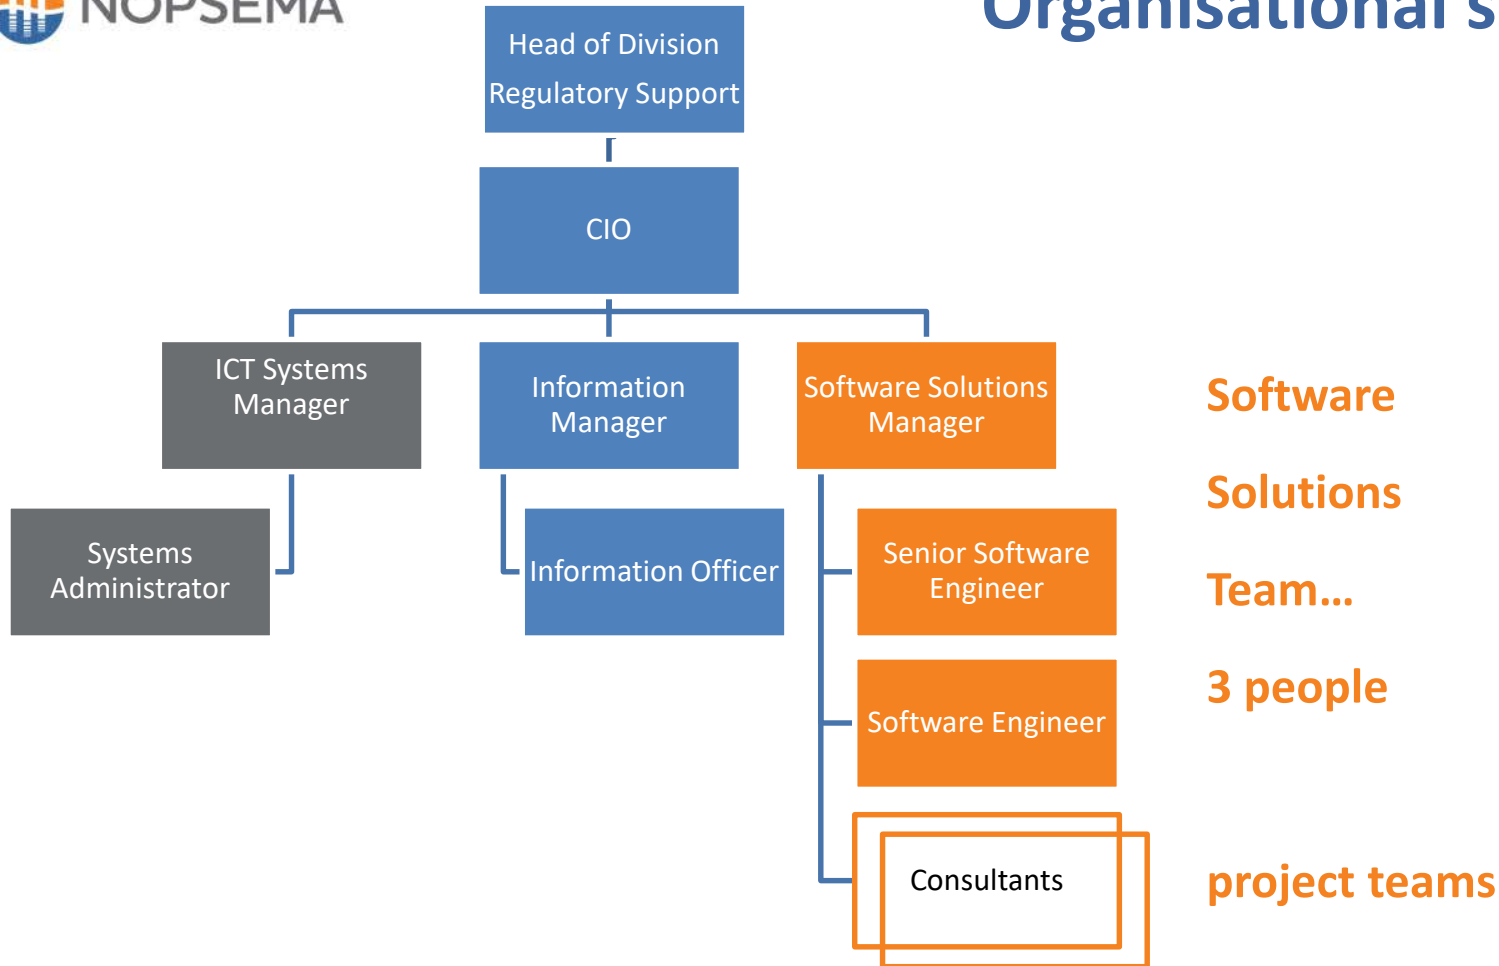 NOPSEMA
Organisational s
Head of Division
Regulatory Support
CIO
ICT Systems
Manager
Information
Manager
Software Solutions
Manager
Systems
Administrator
Information Officer
Senior Software
Engineer
Software Engineer
Consultants
Software
Solutions
Team…
3 people
project teams